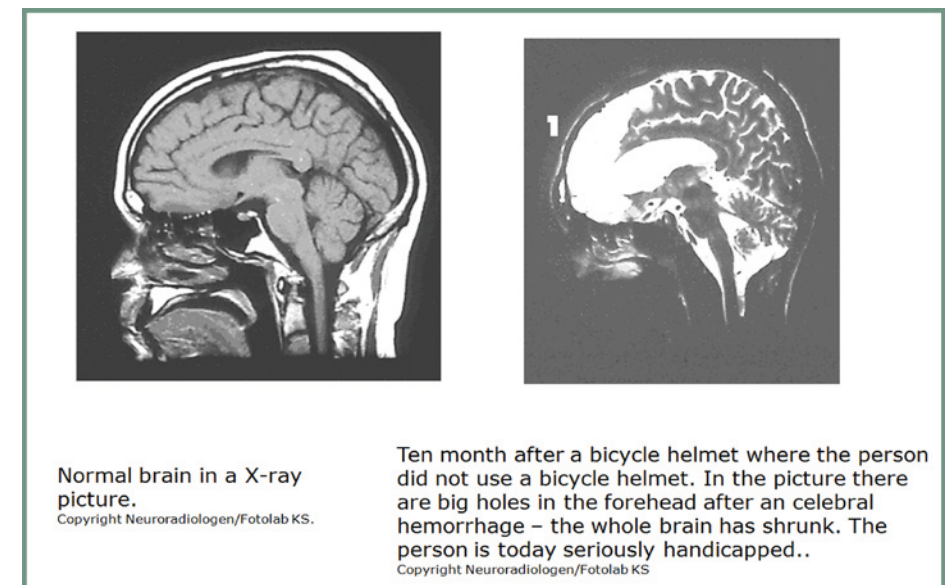 1
Normal brain in a X-ray
picture.
Copyright Neuroradiologen/Fotolab KS.
Ten month after a bicycle helmet where the person
did not use a bicycle helmet. In the picture there
are big holes in the forehead after an celebral
hemorrhage – the whole brain has shrunk. The
person is today seriously handicapped..
Copyright Neuroradiologen/Fotolab KS